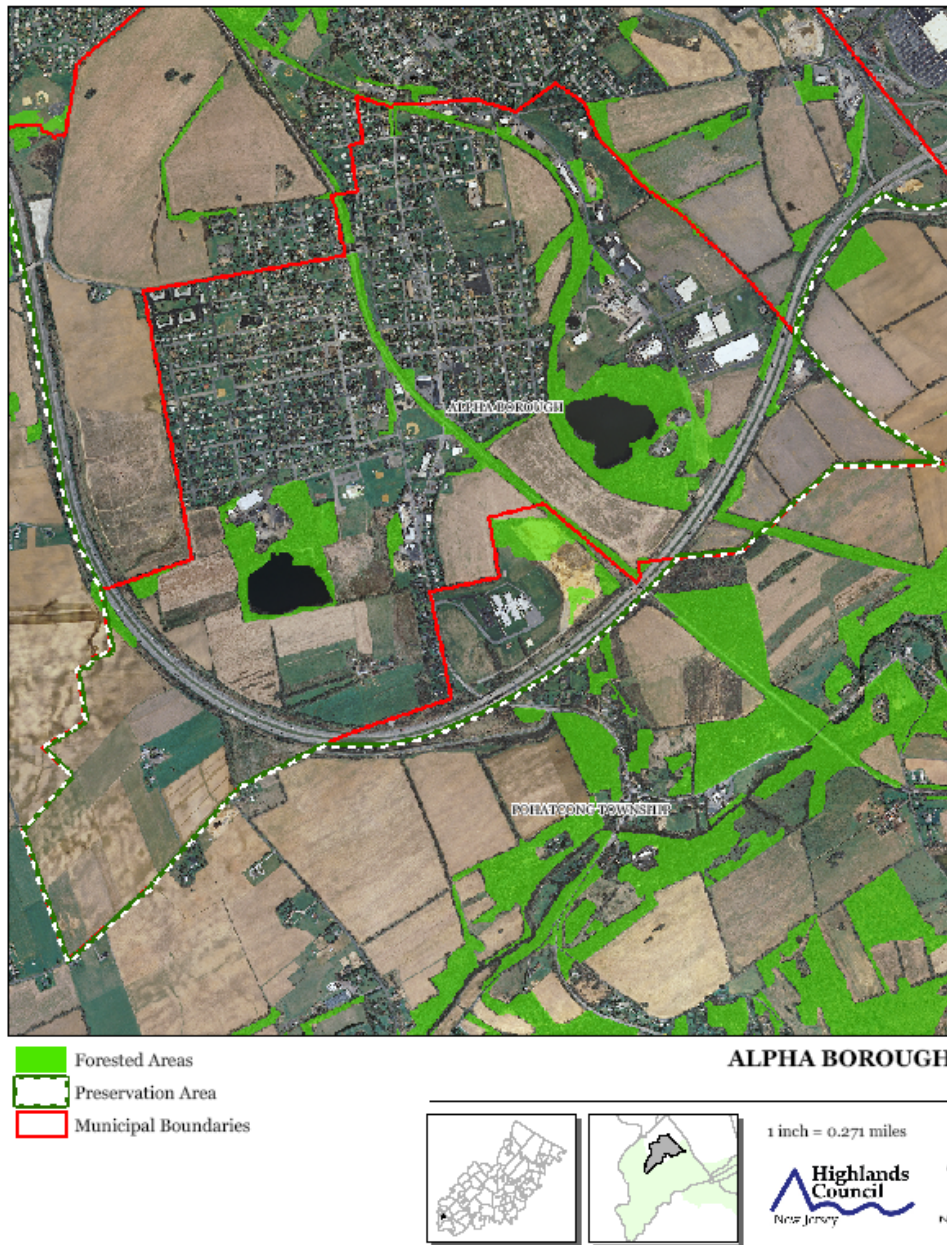 ALPHA BOROUGH
POHATCONG TOWNSHIP
Forested Areas
Preservation Area
Municipal Boundaries
ALPHA BOROUGH
1 inch = 0.271 miles
Highlands
Council
New Jersey